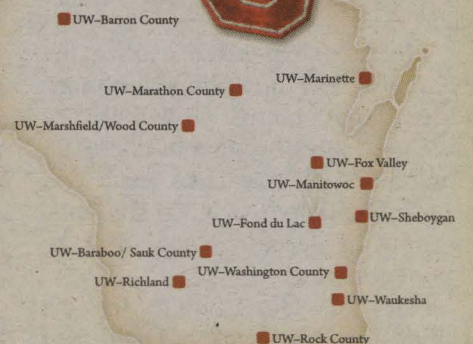 UW–Barron County
UW–Marinette
UW–Marathon County
UW–Marshfield/Wood County
UW–Fox Valley
UW–Manitowoc
UW–Sheboygan
UW–Fond du Lac
UW–Baraboo/ Sauk County
UW–Washington County
UW–Richland
UW–Waukesha
UW–Rock County